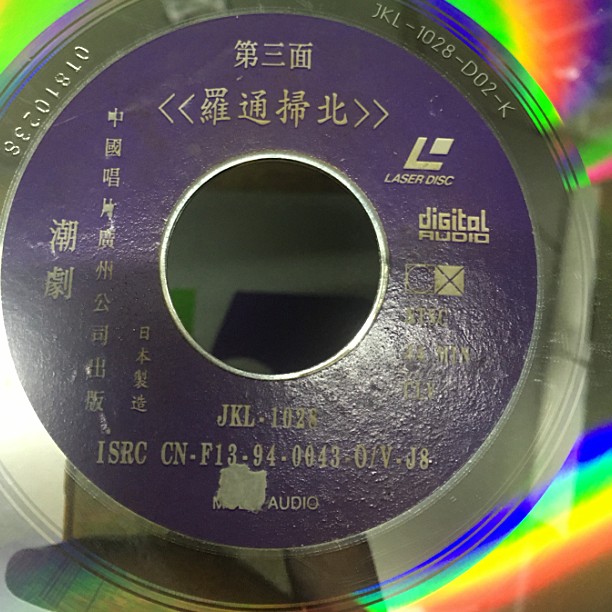 JKL-1028-D02-K
01810238
第三面
<<羅通掃北>>
LASER DISC
digital
AUDIO
潮劇
中國唱片廣州公司出版
日本製造
JKL-1028
ISRC CN-F13-94-0043-0/V-J8
AUDIO